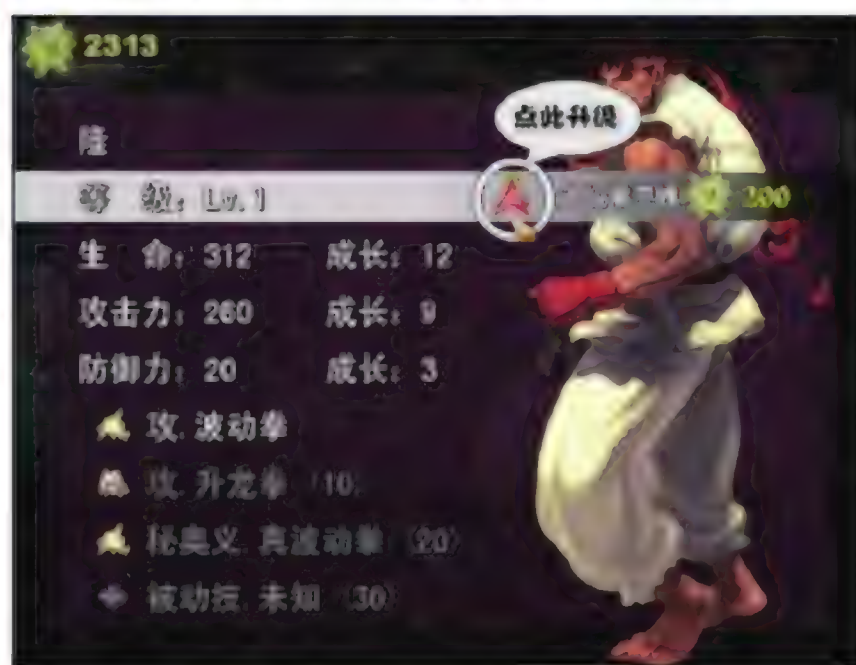 2313
点此升级
隆
等 级：Lv.1 200
生 命：312 成长：12
攻击力：260 成长：9
防御力：20 成长：3
攻.波动拳
攻.升龙拳 (10)
秘奥义.真波动拳 (20)
被动技.未知 (30)